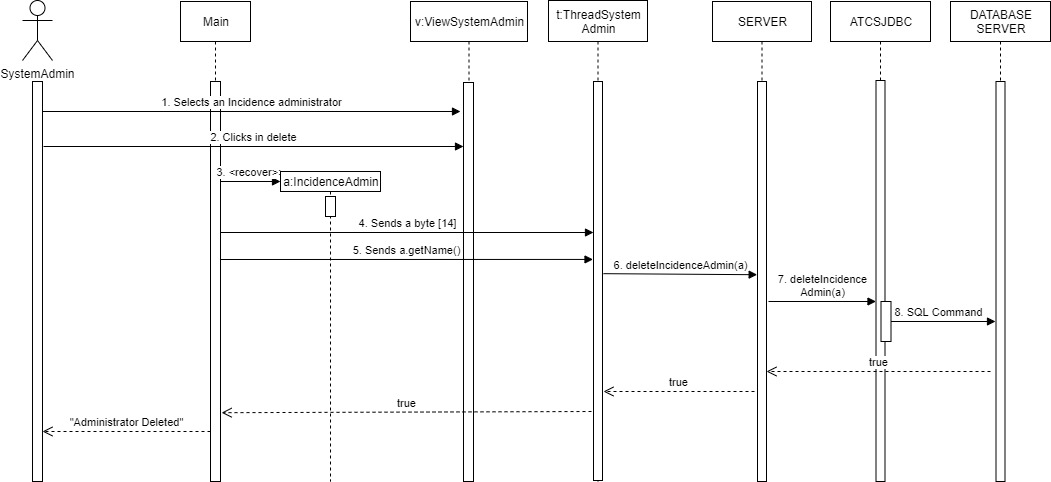 SystemAdmin
Main
v:ViewSystemAdmin
t:ThreadSystem
Admin
SERVER
ATCSJDBC
DATABASE
SERVER
1. Selects an Incidence administrator
2. Clicks in delete
3. <recover>>
a:IncidenceAdmin
4. Sends a byte [14]
5. Sends a.getName()
6. deleteIncidenceAdmin(a)
7. deleteIncidence
Admin(a)
8. SQL Command
true
true
true
"Administrator Deleted"